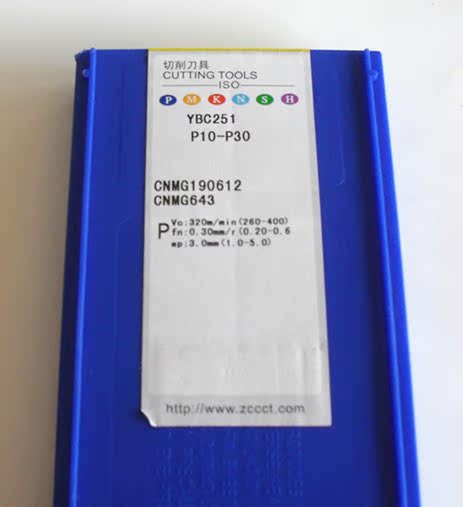 切削刀具
CUTTING TOOLS
ISO
P M K N S H
YBC251
P10-P30
CNMG190612
CNMG643
P
Vc:320m/min(260-400)
fn:0.30mm/r(0.20-0.6
ap:3.0mm(1.0-5.0)
http://www.zccct.com